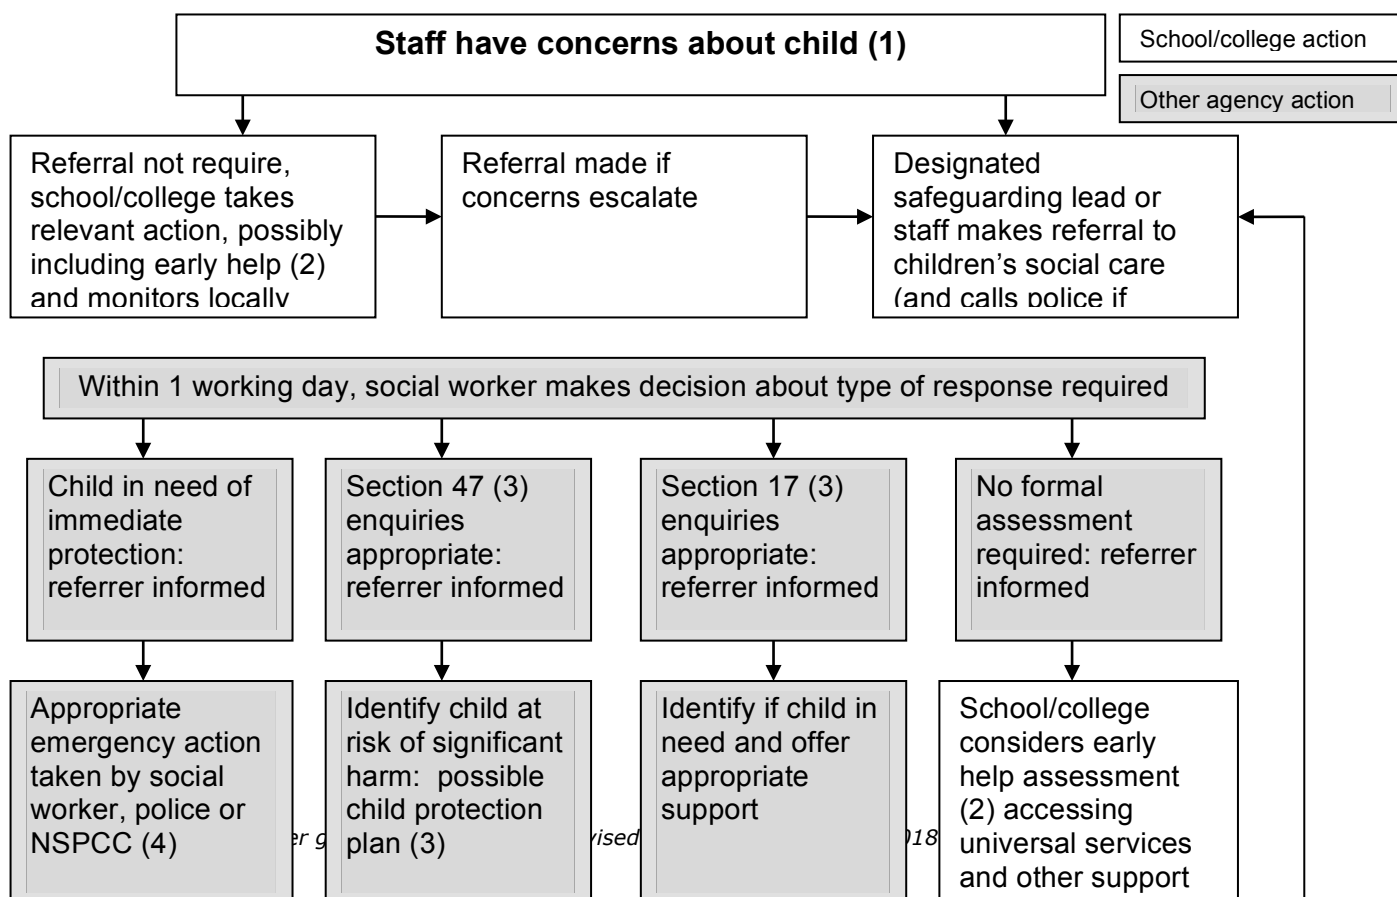 Staff have concerns about child (1)
School/college action
Other agency action
Referral not require,
school/college takes
relevant action, possibly
including early help (2)
and monitors locally
Referral made if
concerns escalate
Designated
safeguarding lead or
staff makes referral to
children’s social care
(and calls police if
Within 1 working day, social worker makes decision about type of response required
Child in need of
immediate
protection:
referrer informed
Section 47 (3)
enquiries
appropriate:
referrer informed
Section 17 (3)
enquiries
appropriate:
referrer informed
No formal
assessment
required: referrer
informed
Appropriate
emergency action
taken by social
worker, police or
NSPCC (4)
Identify child at
risk of significant
harm:  possible
child protection
plan (3)
Identify if child in
need and offer
appropriate
support
School/college
considers early
help assessment
(2) accessing
universal services
and other support